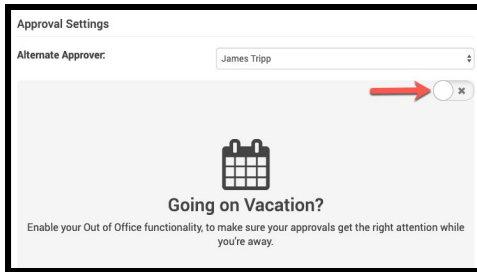 Approval Settings
Alternate Approver:
James Tripp
Going on Vacation?
Enable your Out of Office functionality, to make sure your approvals get the right attention while
you're away.